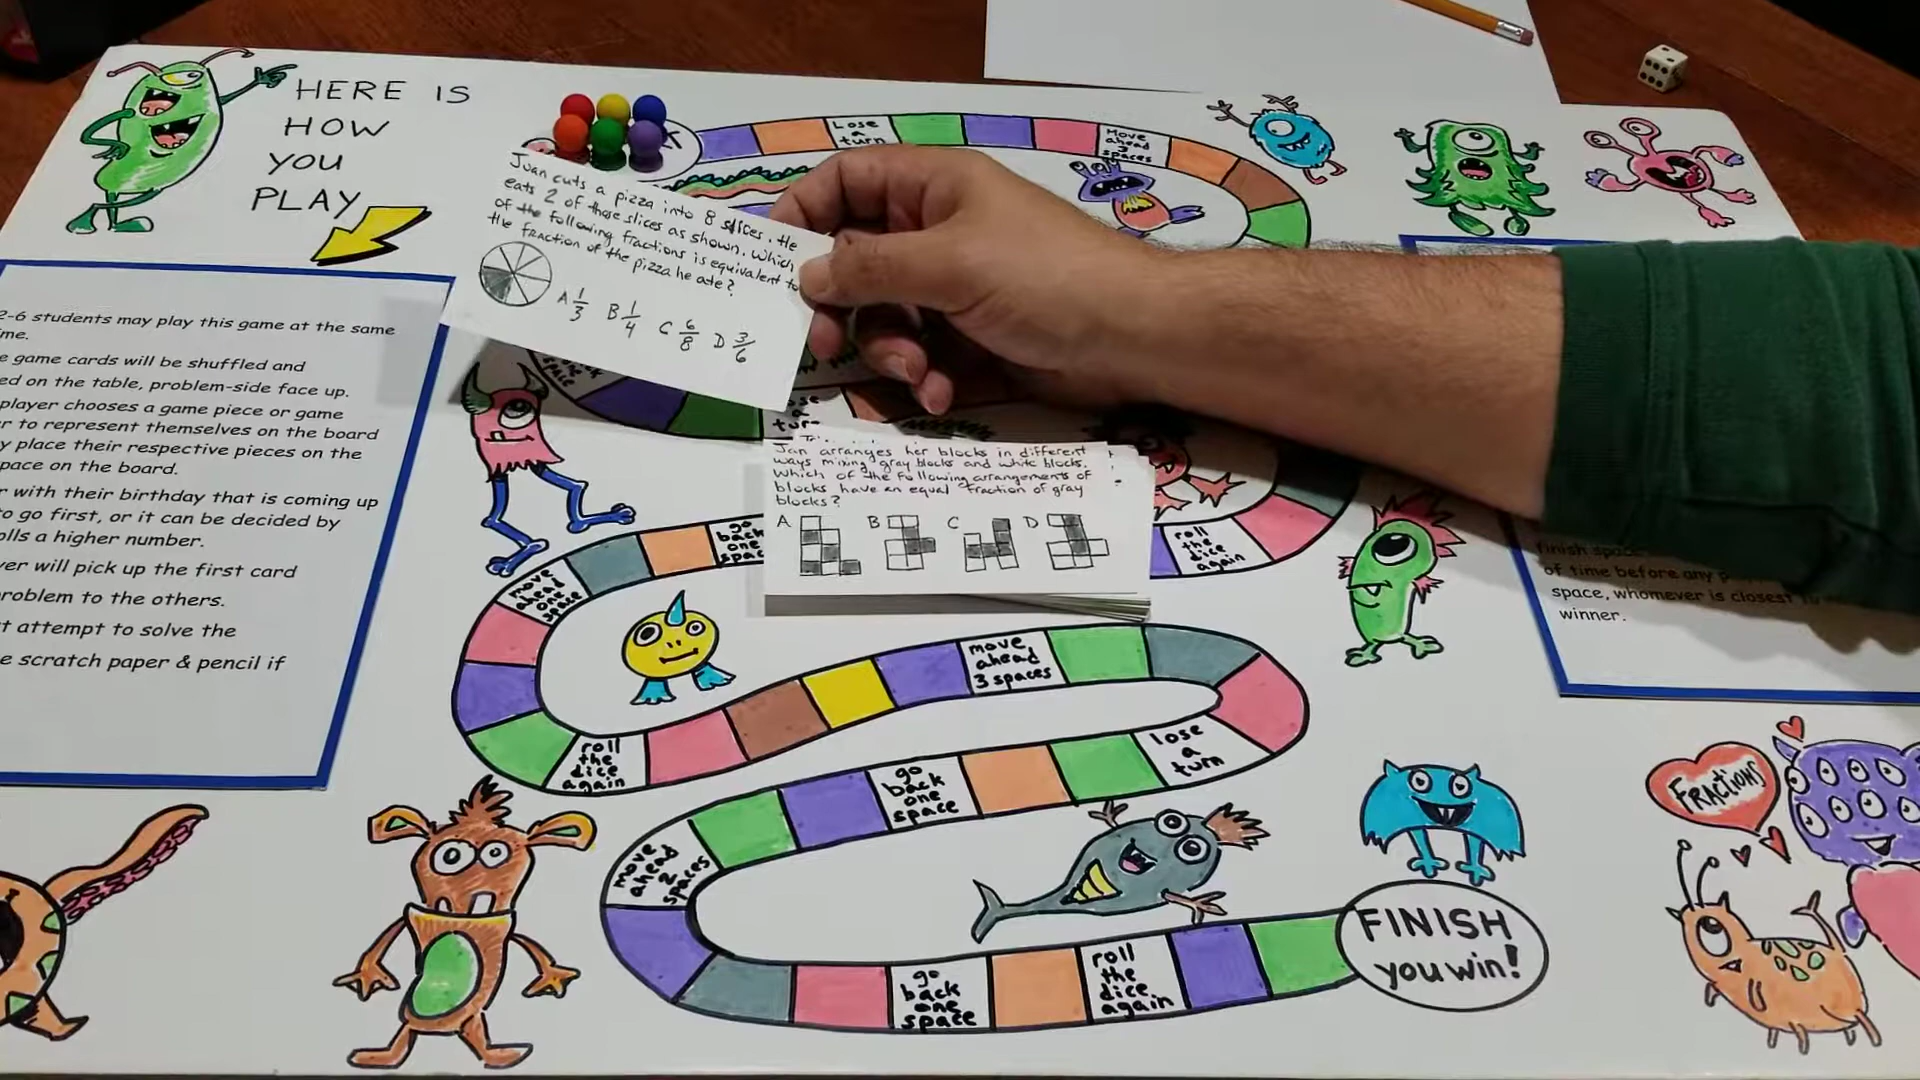 HERE IS
HOW
YOU
PLAY
2-6 students may play this game at the same
me.
e game cards will be shuffled and
ed on the table, problem-side face up.
player chooses a game piece or game
r to represent themselves on the board
y place their respective pieces on the
pace on the board.
r with their birthday that is coming up
to go first, or it can be decided by
olls a higher number.
yer will pick up the first card
problem to the others.
t attempt to solve the
e scratch paper & pencil if
Juan cuts a pizza into 8 slices. He
eats 2 of those slices as shown. Which
of the following fractions is equivalent to
the fraction of the pizza he ate?
A 1/3 B 1/4 C 6/8 D 3/6
Lose
a
turn
Move
ahead
3
spaces
space
lose
a
turn
Jan arranges her blocks in different
ways mixing gray blocks and white blocks.
Which of the following arrangements of
blocks have an equal fraction of gray
blocks?
A B C D
go
back
one
spac
roll
the
dice
again
move
ahead
one
space
move
ahead
3 spaces
roll
the
dice
again
lose
a
turn
go
back
one
space
move
ahead
2
spaces
go
back
one
space
roll
the
dice
again
FINISH
you win!
FRACTIONS
finish spac
of time before any p
space, whomever is closest to
winner.